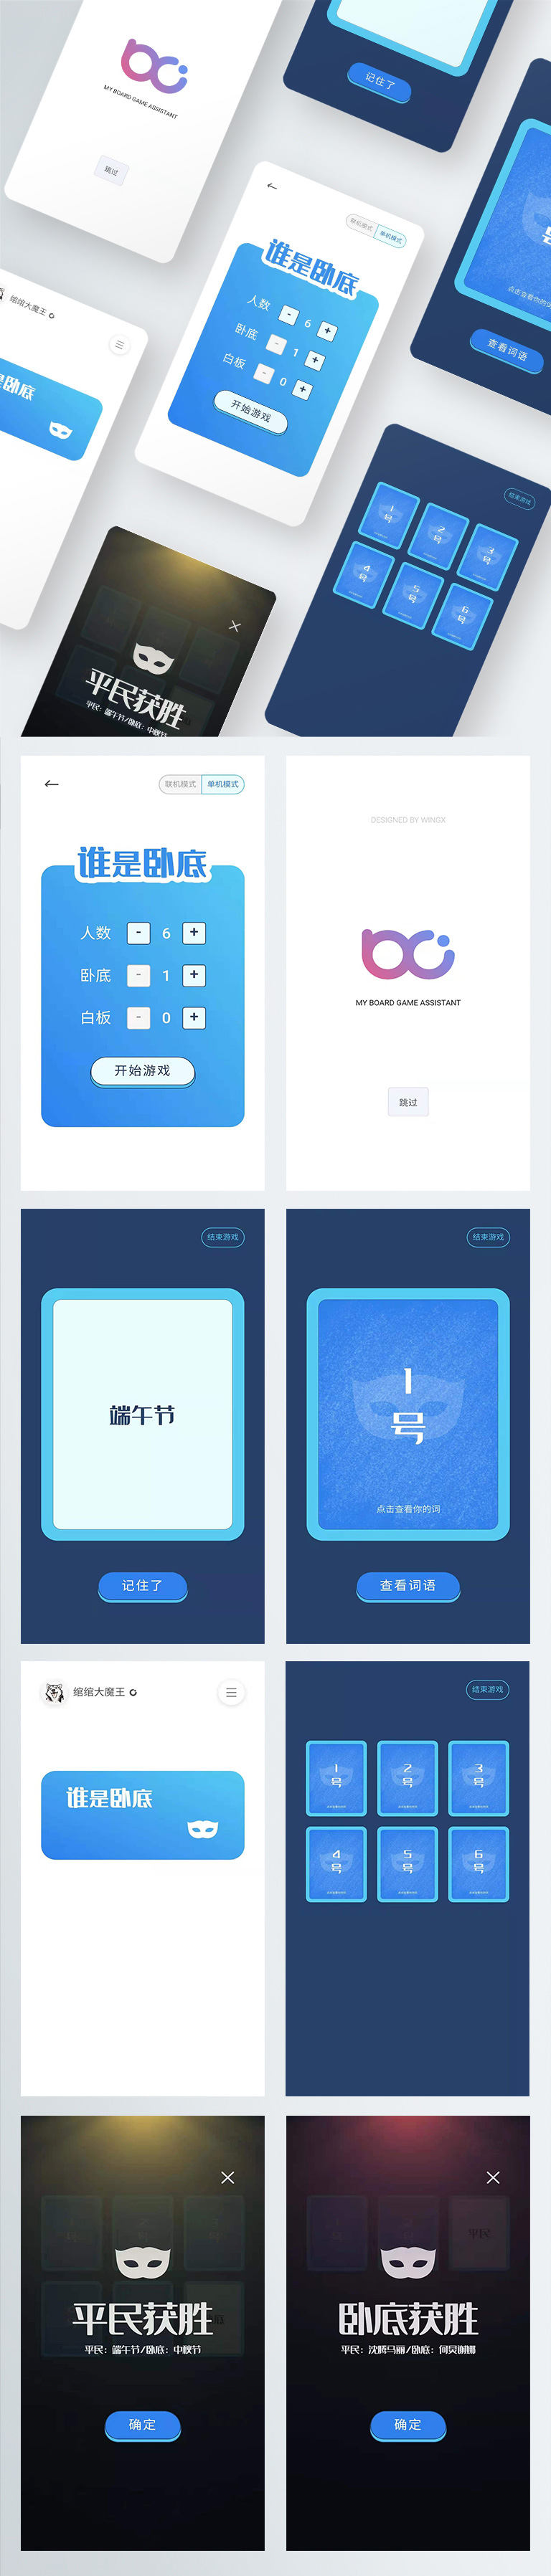 MY BOARD GAME ASSISTANT
跳过
记住了
点击查看你的词
查看词语
联机模式
单机模式
谁是卧底
人数 - 6 +
卧底 - 1 +
白板 - 0 +
开始游戏
绾绾大魔王
谁是卧底
结束游戏
1号
2号
3号
4号
5号
6号
平民获胜
平民：端午节/卧底：中秋节
联机模式
单机模式
谁是卧底
人数 - 6 +
卧底 - 1 +
白板 - 0 +
开始游戏
DESIGNED BY WINGX
MY BOARD GAME ASSISTANT
跳过
结束游戏
端午节
记住了
结束游戏
1
号
点击查看你的词
查看词语
绾绾大魔王
谁是卧底
结束游戏
1号
2号
3号
4号
5号
6号
平民获胜
平民：端午节/卧底：中秋节
确定
平民
卧底获胜
平民：沈腾马丽/卧底：何炅谢娜
确定